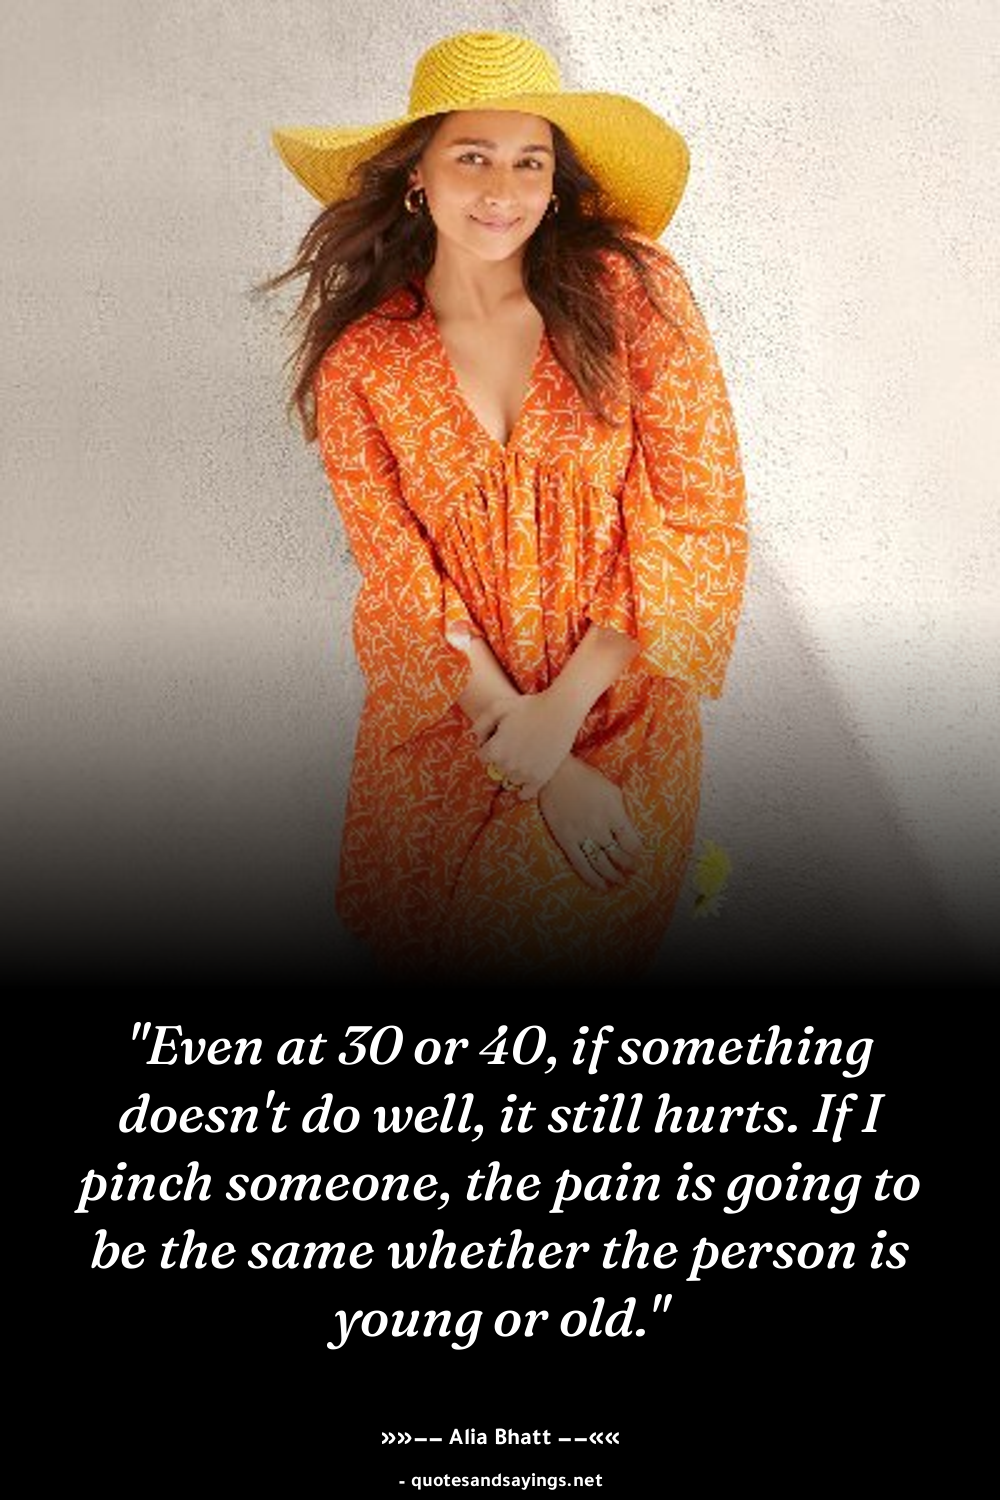 "Even at 30 or 40, if something
doesn't do well, it still hurts. If I
pinch someone, the pain is going to
be the same whether the person is
young or old."
»»−− Alia Bhatt −−««
- quotesandsayings.net